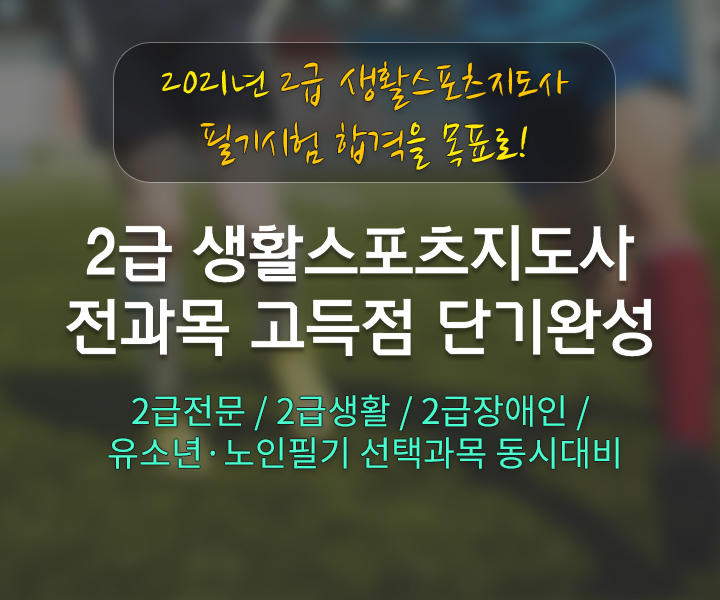 2021년 2급 생활스포츠지도사
필기시험 합격을 목표로!
2급 생활스포츠지도사
전과목 고득점 단기완성
2급전문 / 2급생활 / 2급장애인 /
유소년·노인필기 선택과목 동시대비